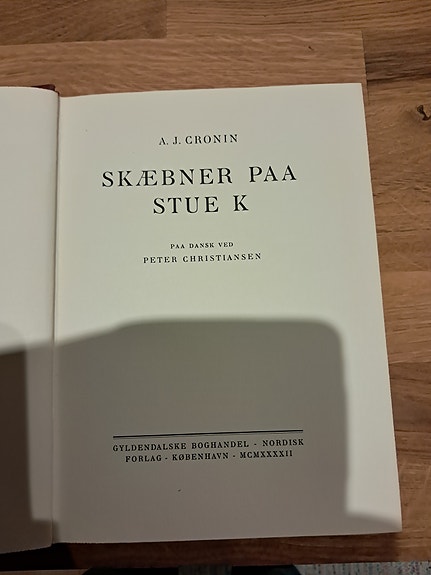 A. J. CRONIN
SKÆBNER PAA
STUE K
PAA DANSK VED
PETER CHRISTIANSEN
GYLDENDALSKE BOGHANDEL - NORDISK
FORLAG - KØBENHAVN - MCMXXXXII